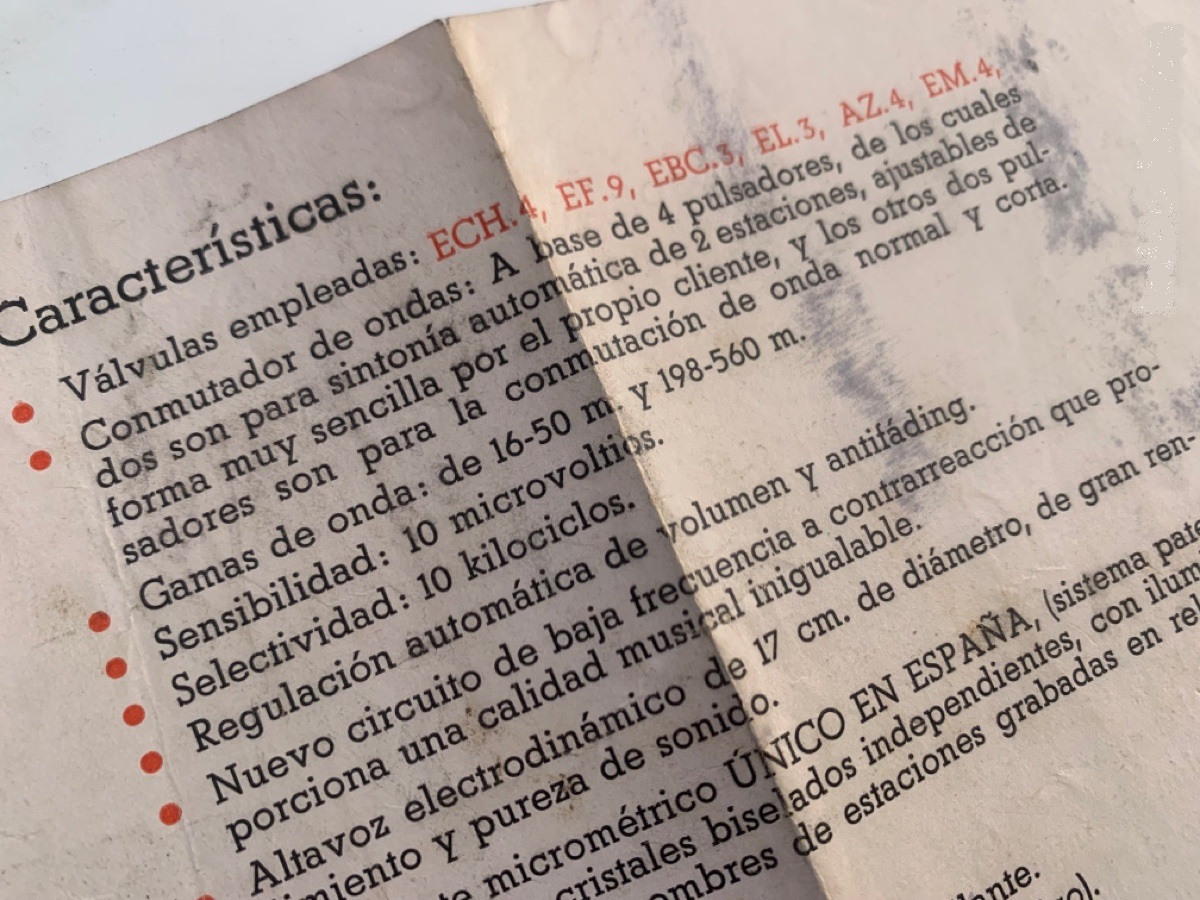 Características:
Válvulas empleadas: ECH.4, EF.9, EBC.3, EL.3, AZ.4, EM.4,
Conmutador de ondas: A base de 4 pulsadores, de los cuales
dos son para sintonía automática de 2 estaciones, ajustables de
forma muy sencilla por el propio cliente, y los otros dos pul-
sadores son para la conmutación de onda normal y corta.
Gamas de onda: de 16-50 m. y 198-560 m.
Sensibilidad: 10 microvoltios.
Selectividad: 10 kilociclos.
Regulación automática de volumen y antifáding.
Nuevo circuito de baja frecuencia a contrarreacción que pro-
porciona una calidad musical inigualable.
Altavoz electrodinámico de 17 cm. de diámetro, de gran ren-
dimiento y pureza de sonido.
micrométrico ÚNICO EN ESPAÑA, (sistema
cristales biselados independientes, con
de estaciones grabadas en